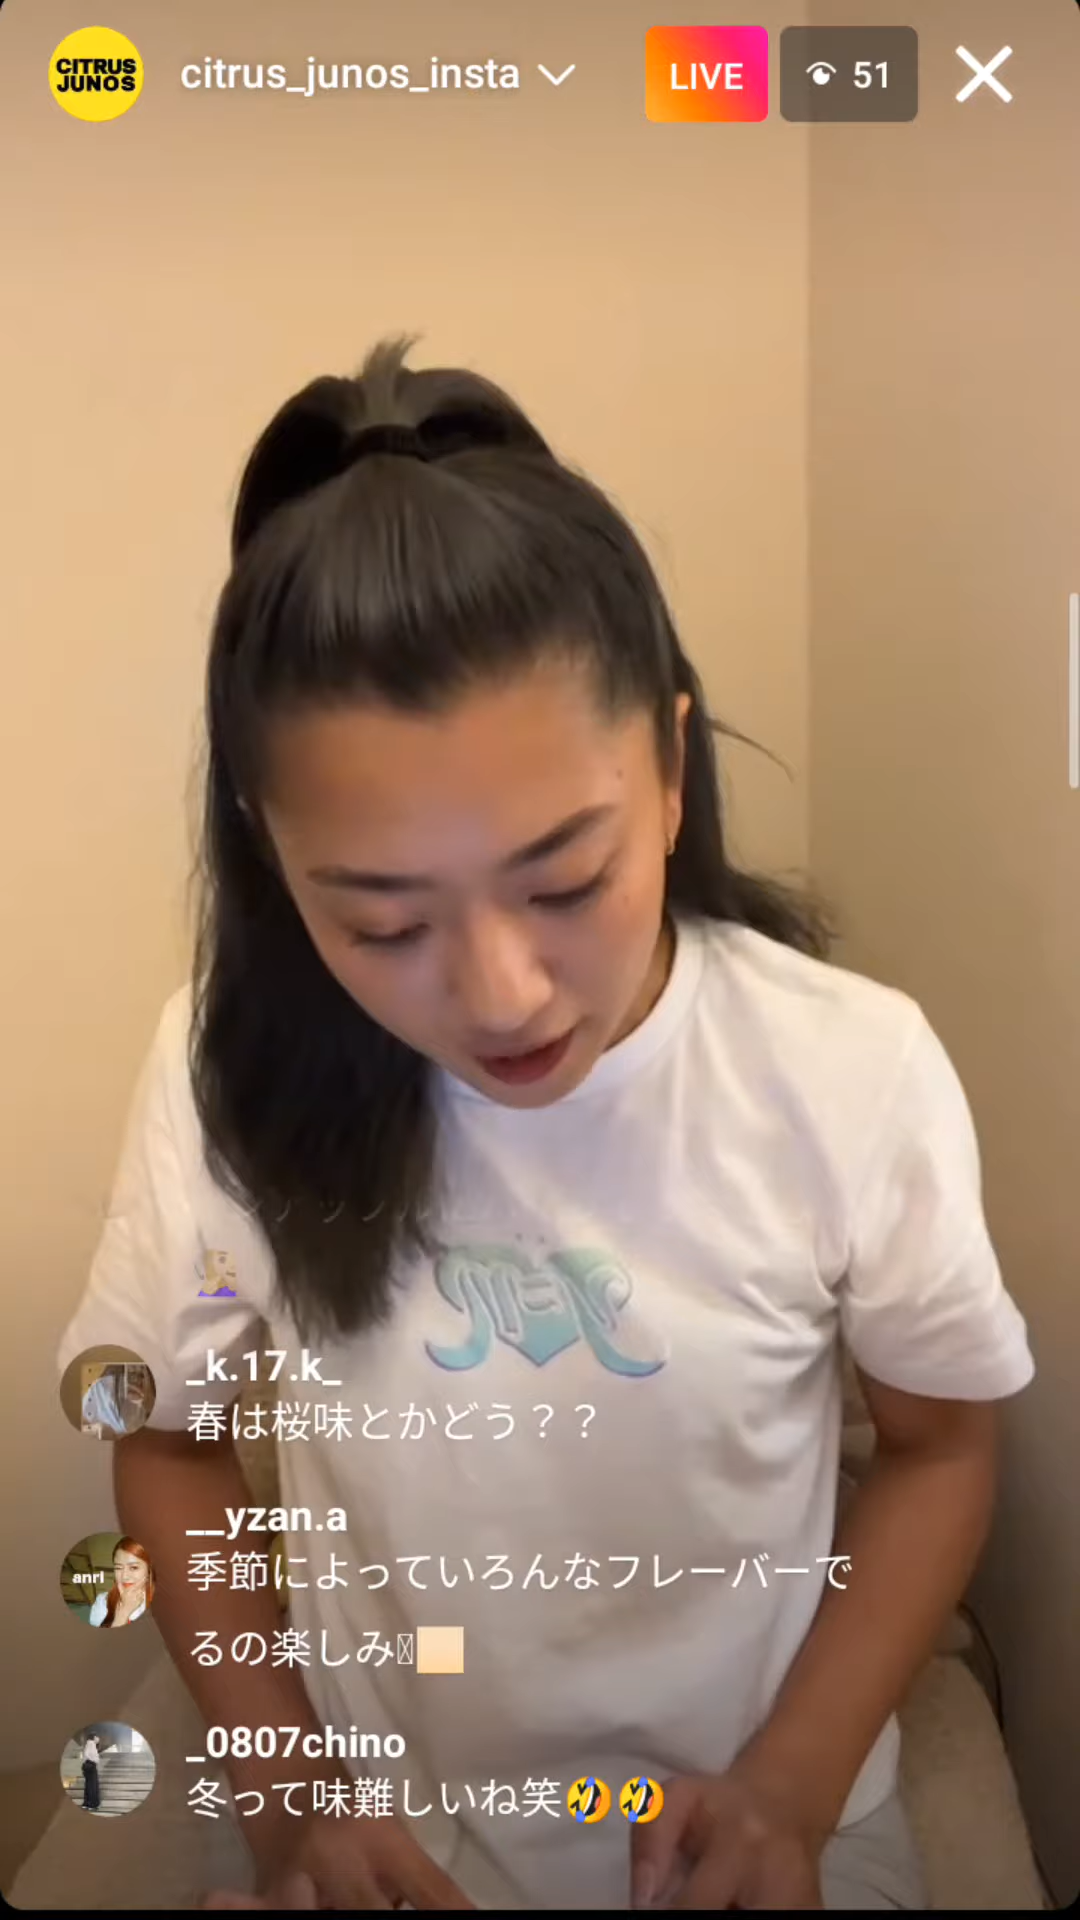 CITRUS
JUNOS
citrus_junos_insta
LIVE
51
_k.17.k_
春は桜味とかどう？？
__yzan.a
anri
季節によっていろんなフレーバーで
るの楽しみ
_0807chino
冬って味難しいね笑🤣🤣